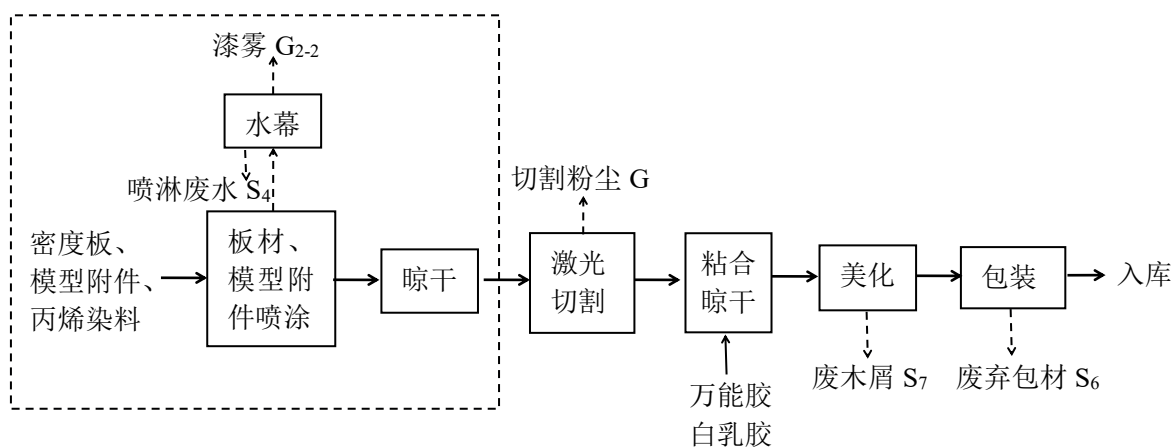 漆雾 G2-2
水幕
喷淋废水 S4
密度板、
模型附件、
丙烯染料
板材、
模型附
件喷涂
晾干
切割粉尘 G
激光
切割
粘合
晾干
万能胶
白乳胶
美化
废木屑 S7
包装
废弃包材 S6
入库